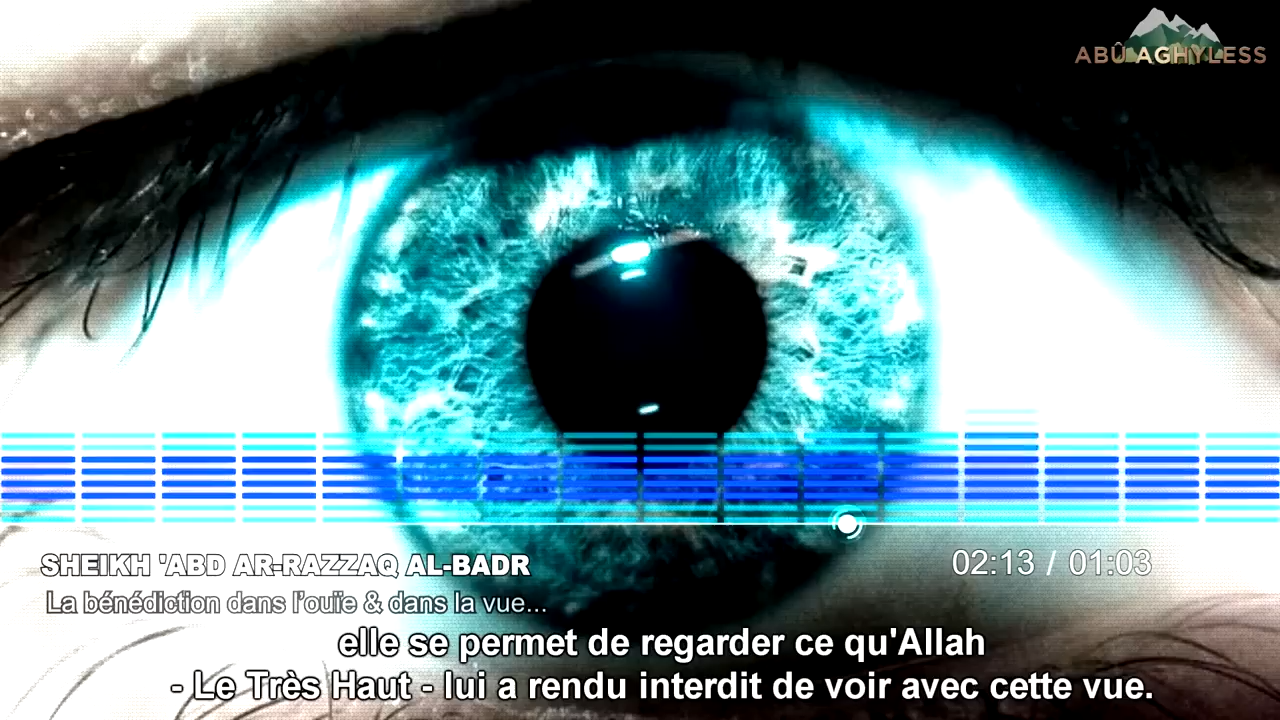 ABÛ AGHYLESS
SHEIKH 'ABD AR-RAZZAQ AL-BADR
02:13 / 01:03
La bénédiction dans l'ouïe & dans la vue...
elle se permet de regarder ce qu'Allah
- Le Très Haut - lui a rendu interdit de voir avec cette vue.